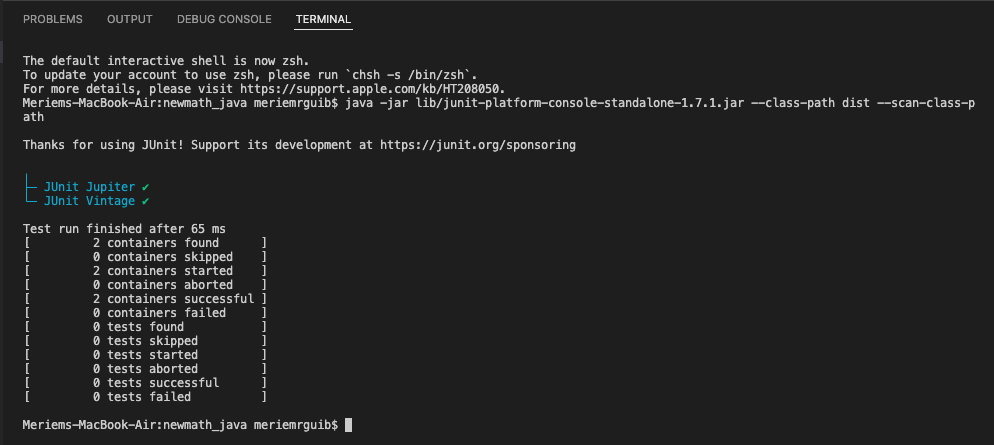 PROBLEMS OUTPUT DEBUG CONSOLE TERMINAL
The default interactive shell is now zsh.
To update your account to use zsh, please run `chsh -s /bin/zsh`.
For more details, please visit https://support.apple.com/kb/HT208050.
Meriems-MacBook-Air:newmath_java meriemrguib$ java -jar lib/junit-platform-console-standalone-1.7.1.jar --class-path dist --scan-class-p
ath
Thanks for using JUnit! Support its development at https://junit.org/sponsoring
├─ JUnit Jupiter ✔
└─ JUnit Vintage ✔
Test run finished after 65 ms
[         2 containers found      ]
[         0 containers skipped    ]
[         2 containers started    ]
[         0 containers aborted    ]
[         2 containers successful ]
[         0 containers failed     ]
[         0 tests found           ]
[         0 tests skipped         ]
[         0 tests started         ]
[         0 tests aborted         ]
[         0 tests successful      ]
[         0 tests failed          ]
Meriems-MacBook-Air:newmath_java meriemrguib$